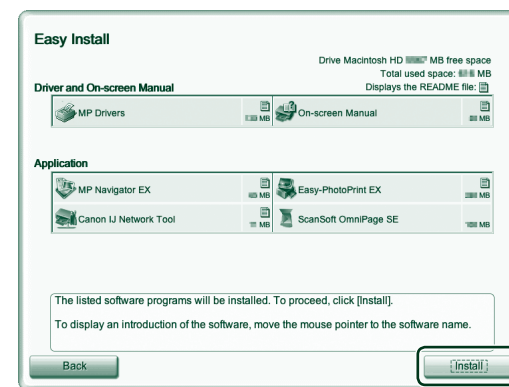 Easy Install
Drive Macintosh HD MB free space
Total used space: MB
Driver and On-screen Manual
Displays the README file:
MP Drivers
MB
On-screen Manual
MB
Application
MP Navigator EX
MB
Easy-PhotoPrint EX
MB
Canon IJ Network Tool
MB
ScanSoft OmniPage SE
MB
The listed software programs will be installed. To proceed, click [Install].
To display an introduction of the software, move the mouse pointer to the software name.
Back
Install